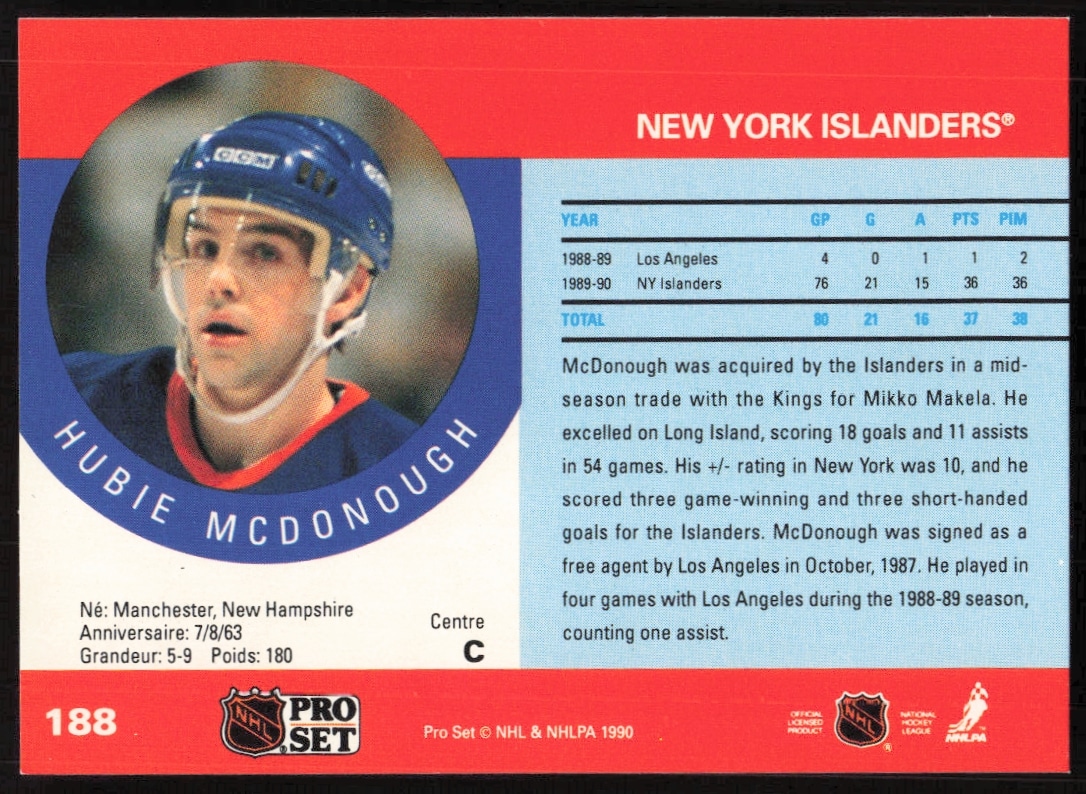 NEW YORK ISLANDERS®
CCM
HUBIE MCDONOUGH
Né: Manchester, New Hampshire
Anniversaire: 7/8/63
Grandeur: 5-9 Poids: 180
Centre
C
YEAR GP G A PTS PIM
1988-89 Los Angeles 4 0 1 1 2
1989-90 NY Islanders 76 21 15 36 36
TOTAL 80 21 16 37 38
McDonough was acquired by the Islanders in a mid-
season trade with the Kings for Mikko Makela. He
excelled on Long Island, scoring 18 goals and 11 assists
in 54 games. His +/- rating in New York was 10, and he
scored three game-winning and three short-handed
goals for the Islanders. McDonough was signed as a
free agent by Los Angeles in October, 1987. He played in
four games with Los Angeles during the 1988-89 season,
counting one assist.
188
NHL
®
PRO
SET
Pro Set © NHL & NHLPA 1990
OFFICIAL
LICENSED
PRODUCT
NHL
®
NATIONAL
HOCKEY
LEAGUE
NHLPA